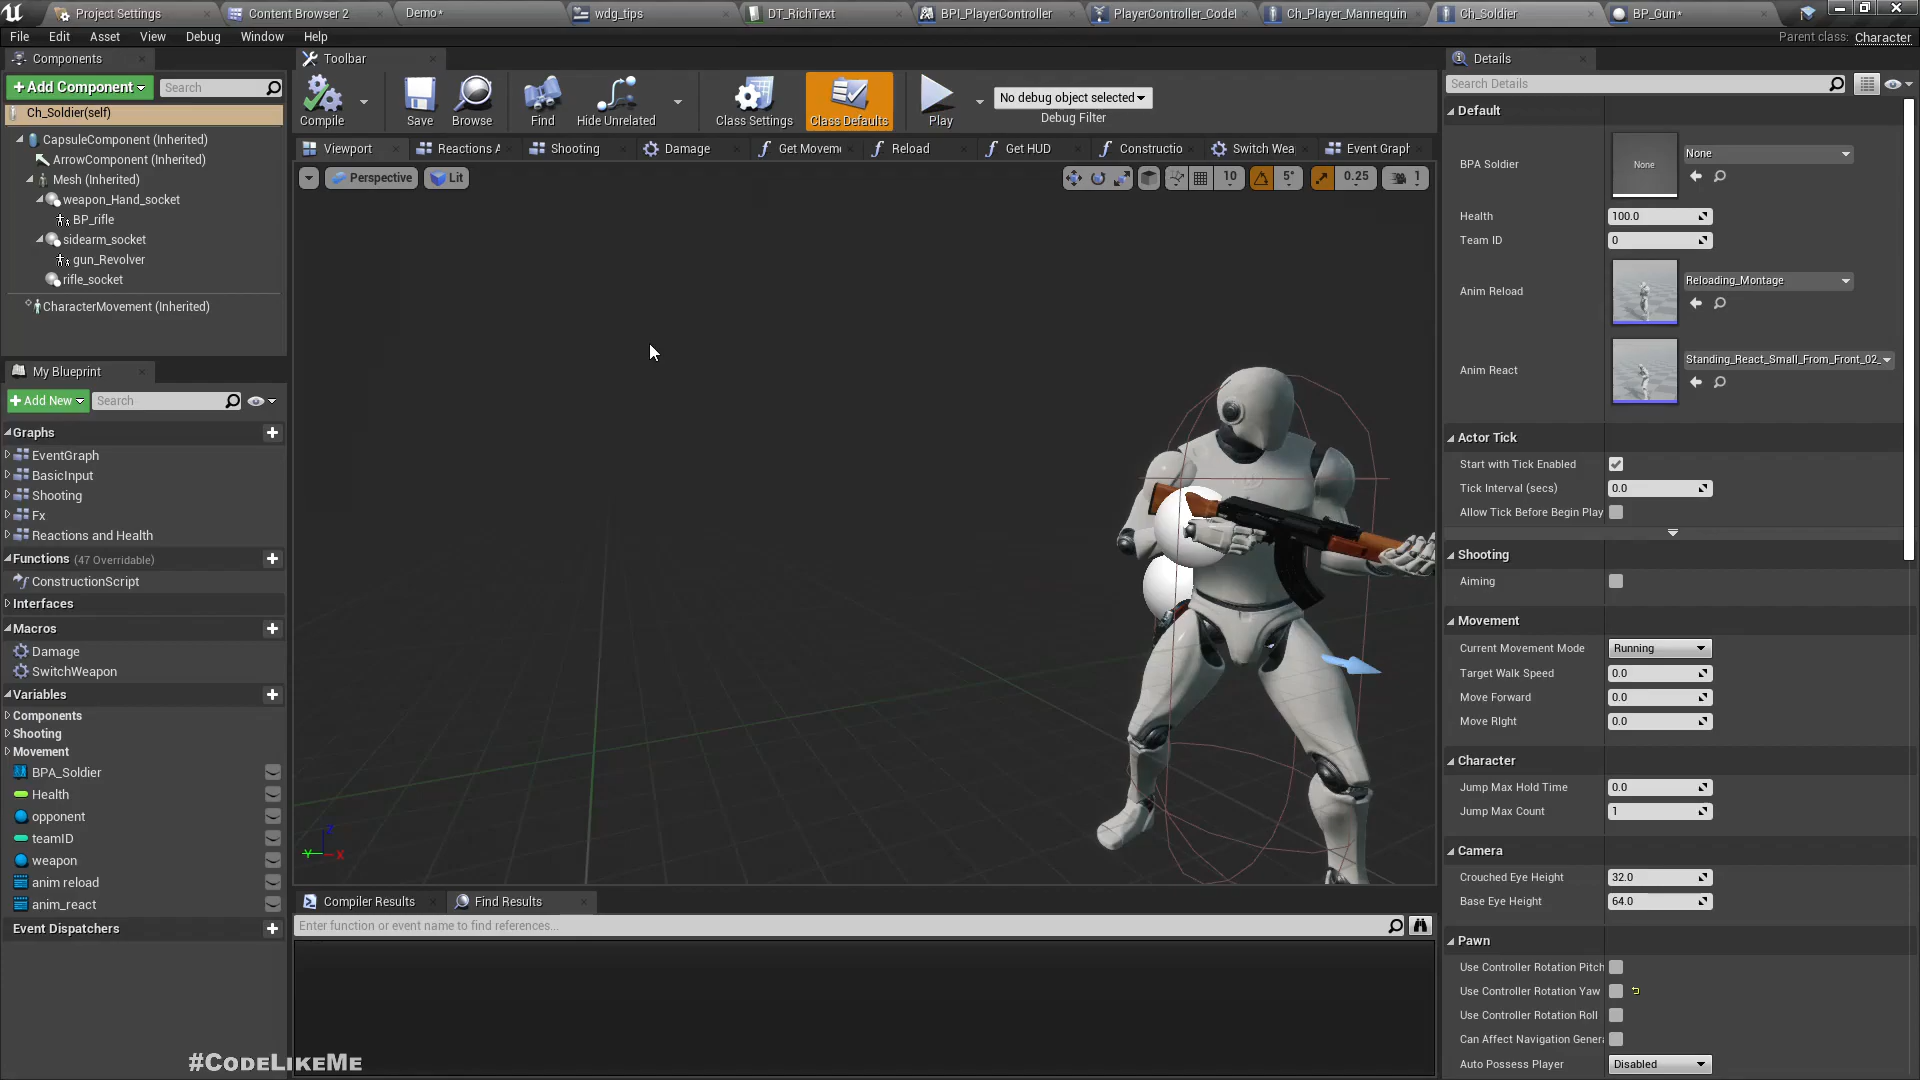 Project Settings
Content Browser 2
Demo*
wdg_tips
DT_RichText
BPI_PlayerController
PlayerController_CodeL
Ch_Player_Mannequin
Ch_Soldier
BP_Gun*
File Edit Asset View Debug Window Help
Parent class: Character
Components
Toolbar
Details
+Add Component
Search
Ch_Soldier(self)
CapsuleComponent (Inherited)
ArrowComponent (Inherited)
Mesh (Inherited)
weapon_Hand_socket
BP_rifle
sidearm_socket
gun_Revolver
rifle_socket
CharacterMovement (Inherited)
Compile
Save
Browse
Find
Hide Unrelated
Class Settings
Class Defaults
Play
No debug object selected
Debug Filter
Viewport
Reactions A
Shooting
Damage
Get Movem
Reload
Get HUD
Constructio
Switch Wea
Event Graph
Perspective
Lit
10
5°
0.25
1
My Blueprint
+Add New
Search
Graphs
EventGraph
BasicInput
Shooting
Fx
Reactions and Health
Functions (47 Overridable)
ConstructionScript
Interfaces
Macros
Damage
SwitchWeapon
Variables
Components
Shooting
Movement
BPA_Soldier
Health
opponent
teamID
weapon
anim reload
anim_react
Event Dispatchers
Z
Y
X
Compiler Results
Find Results
Enter function or event name to find references...
Search Details
Default
BPA Soldier
None
None
Health
100.0
Team ID
0
Anim Reload
Reloading_Montage
Anim React
Standing_React_Small_From_Front_02_
Actor Tick
Start with Tick Enabled
Tick Interval (secs)
0.0
Allow Tick Before Begin Play
Shooting
Aiming
Movement
Current Movement Mode
Running
Target Walk Speed
0.0
Move Forward
0.0
Move RIght
0.0
Character
Jump Max Hold Time
0.0
Jump Max Count
1
Camera
Crouched Eye Height
32.0
Base Eye Height
64.0
Pawn
Use Controller Rotation Pitch
Use Controller Rotation Yaw
Use Controller Rotation Roll
Can Affect Navigation Genera
Auto Possess Player
Disabled
#CodeLikeMe